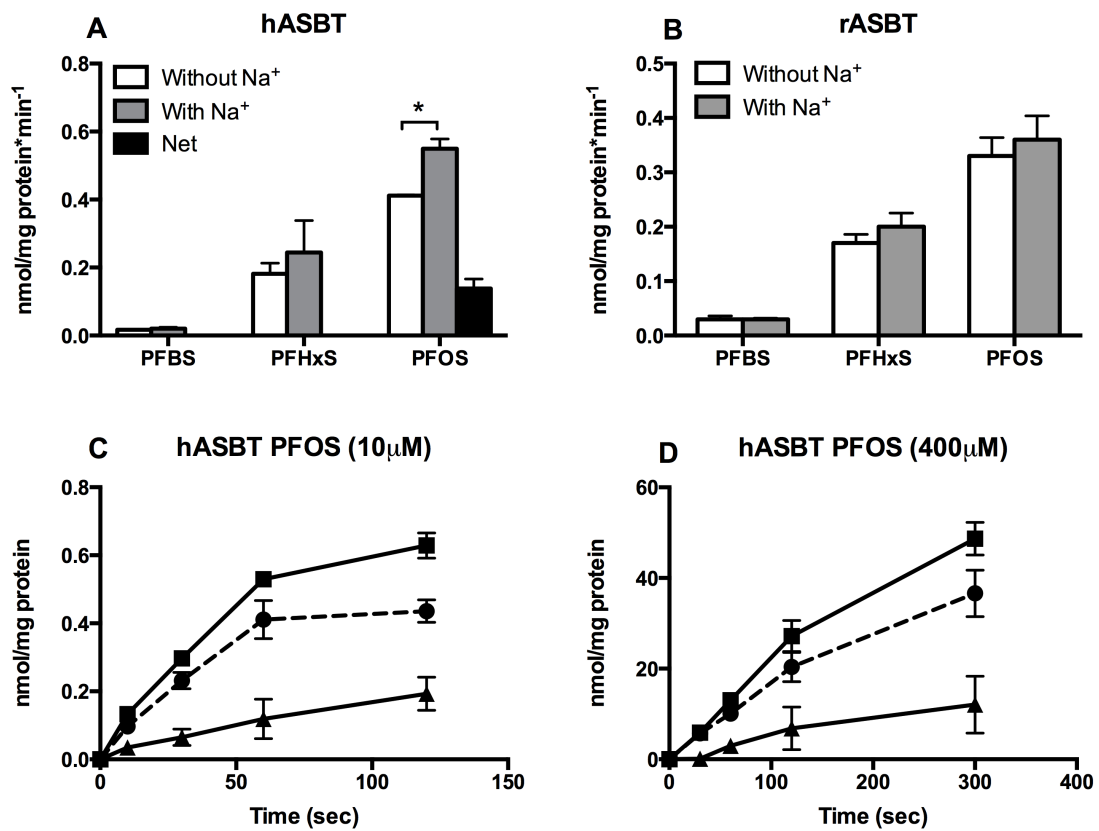 A
hASBT
nmol/mg protein*min⁻¹
0.8
0.6
0.4
0.2
0.0
Without Na⁺
With Na⁺
Net
*
PFBS
PFHxS
PFOS
B
rASBT
nmol/mg protein*min⁻¹
0.5
0.4
0.3
0.2
0.1
0.0
Without Na⁺
With Na⁺
PFBS
PFHxS
PFOS
C
hASBT PFOS (10μM)
nmol/mg protein
0.8
0.6
0.4
0.2
0.0
0
50
100
150
Time (sec)
D
hASBT PFOS (400μM)
nmol/mg protein
60
40
20
0
0
100
200
300
400
Time (sec)